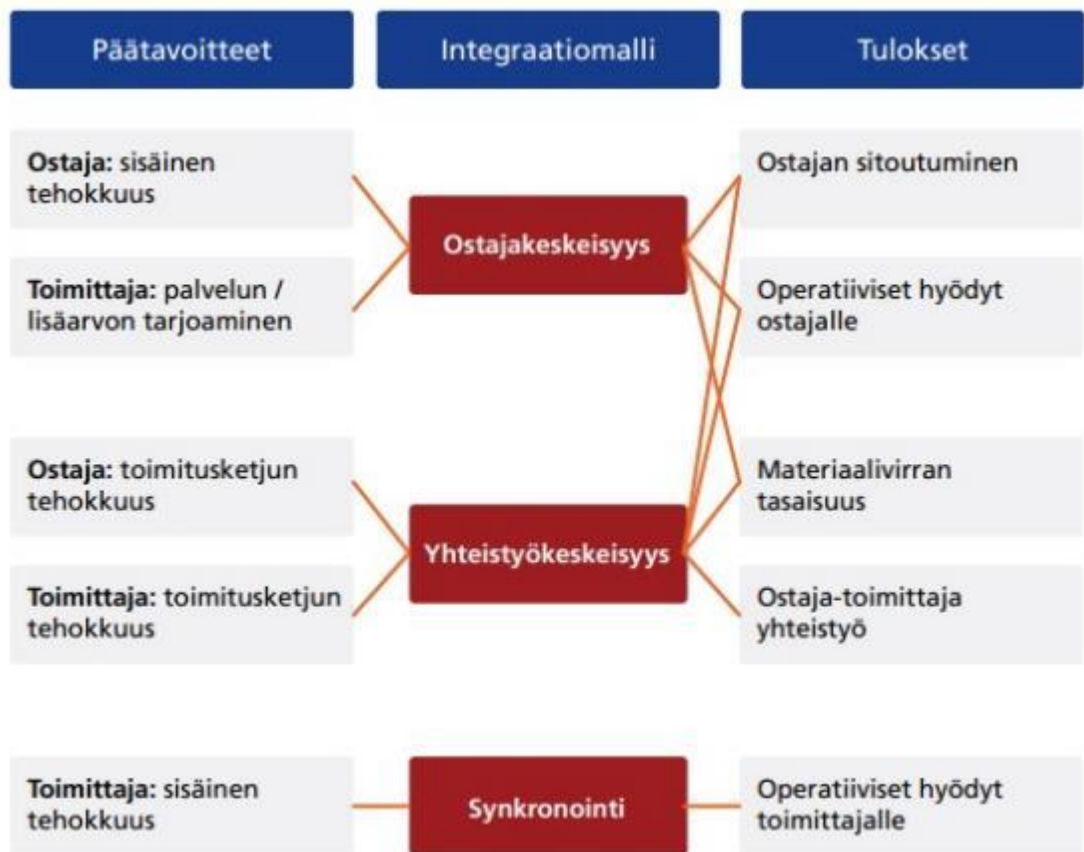 Päätavoitteet
Integraatiomalli
Tulokset
Ostaja: sisäinen
tehokkuus
Toimittaja: palvelun /
lisäarvon tarjoaminen
Ostajakeskeisyys
Ostajan sitoutuminen
Operatiiviset hyödyt
ostajalle
Ostaja: toimitusketjun
tehokkuus
Toimittaja: toimitusketjun
tehokkuus
Yhteistyökeskeisyys
Materiaalivirran
tasaisuus
Ostaja-toimittaja
yhteistyö
Toimittaja: sisäinen
tehokkuus
Synkronointi
Operatiiviset hyödyt
toimittajalle